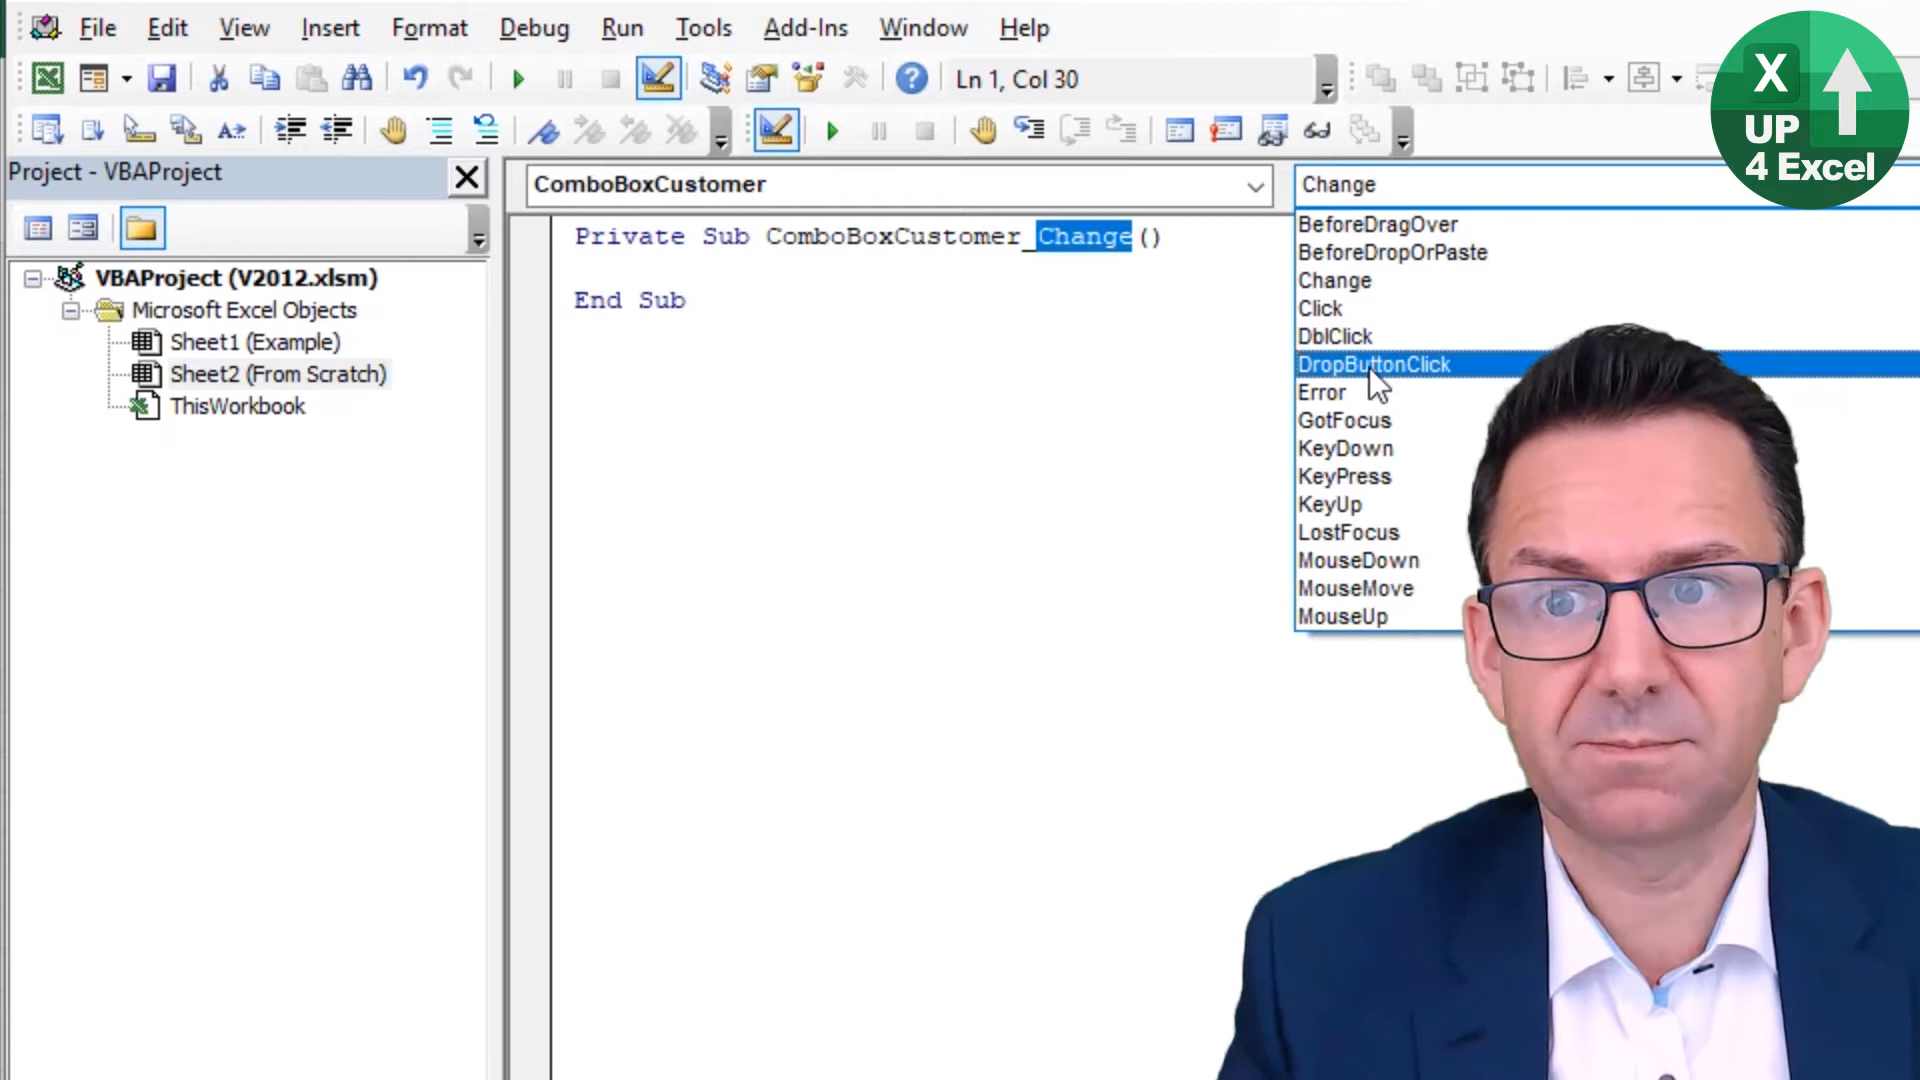 File Edit View Insert Format Debug Run Tools Add-Ins Window Help
Ln 1, Col 30
X
UP
4 Excel
Project - VBAProject
ComboBoxCustomer
Change
VBAProject (V2012.xlsm)
Microsoft Excel Objects
Sheet1 (Example)
Sheet2 (From Scratch)
ThisWorkbook
Private Sub ComboBoxCustomer_Change()
End Sub
BeforeDragOver
BeforeDropOrPaste
Change
Click
DblClick
DropButtonClick
Error
GotFocus
KeyDown
KeyPress
KeyUp
LostFocus
MouseDown
MouseMove
MouseUp